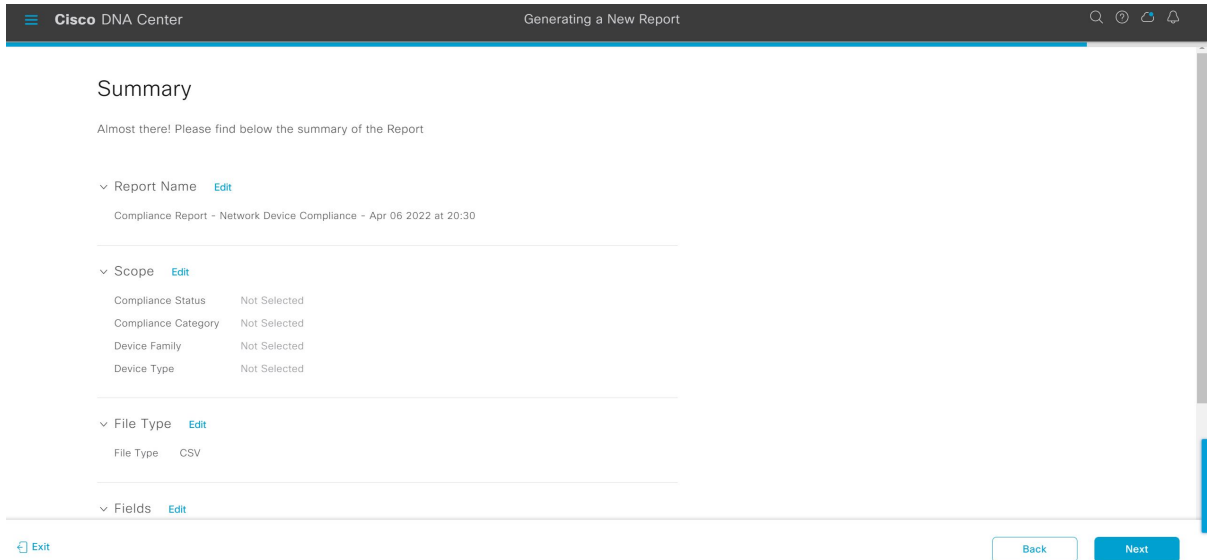 Cisco DNA Center
Generating a New Report
Summary
Almost there! Please find below the summary of the Report
Report Name Edit
Compliance Report - Network Device Compliance - Apr 06 2022 at 20:30
Scope Edit
Compliance Status Not Selected
Compliance Category Not Selected
Device Family Not Selected
Device Type Not Selected
File Type Edit
File Type CSV
Fields Edit
Exit
Back
Next